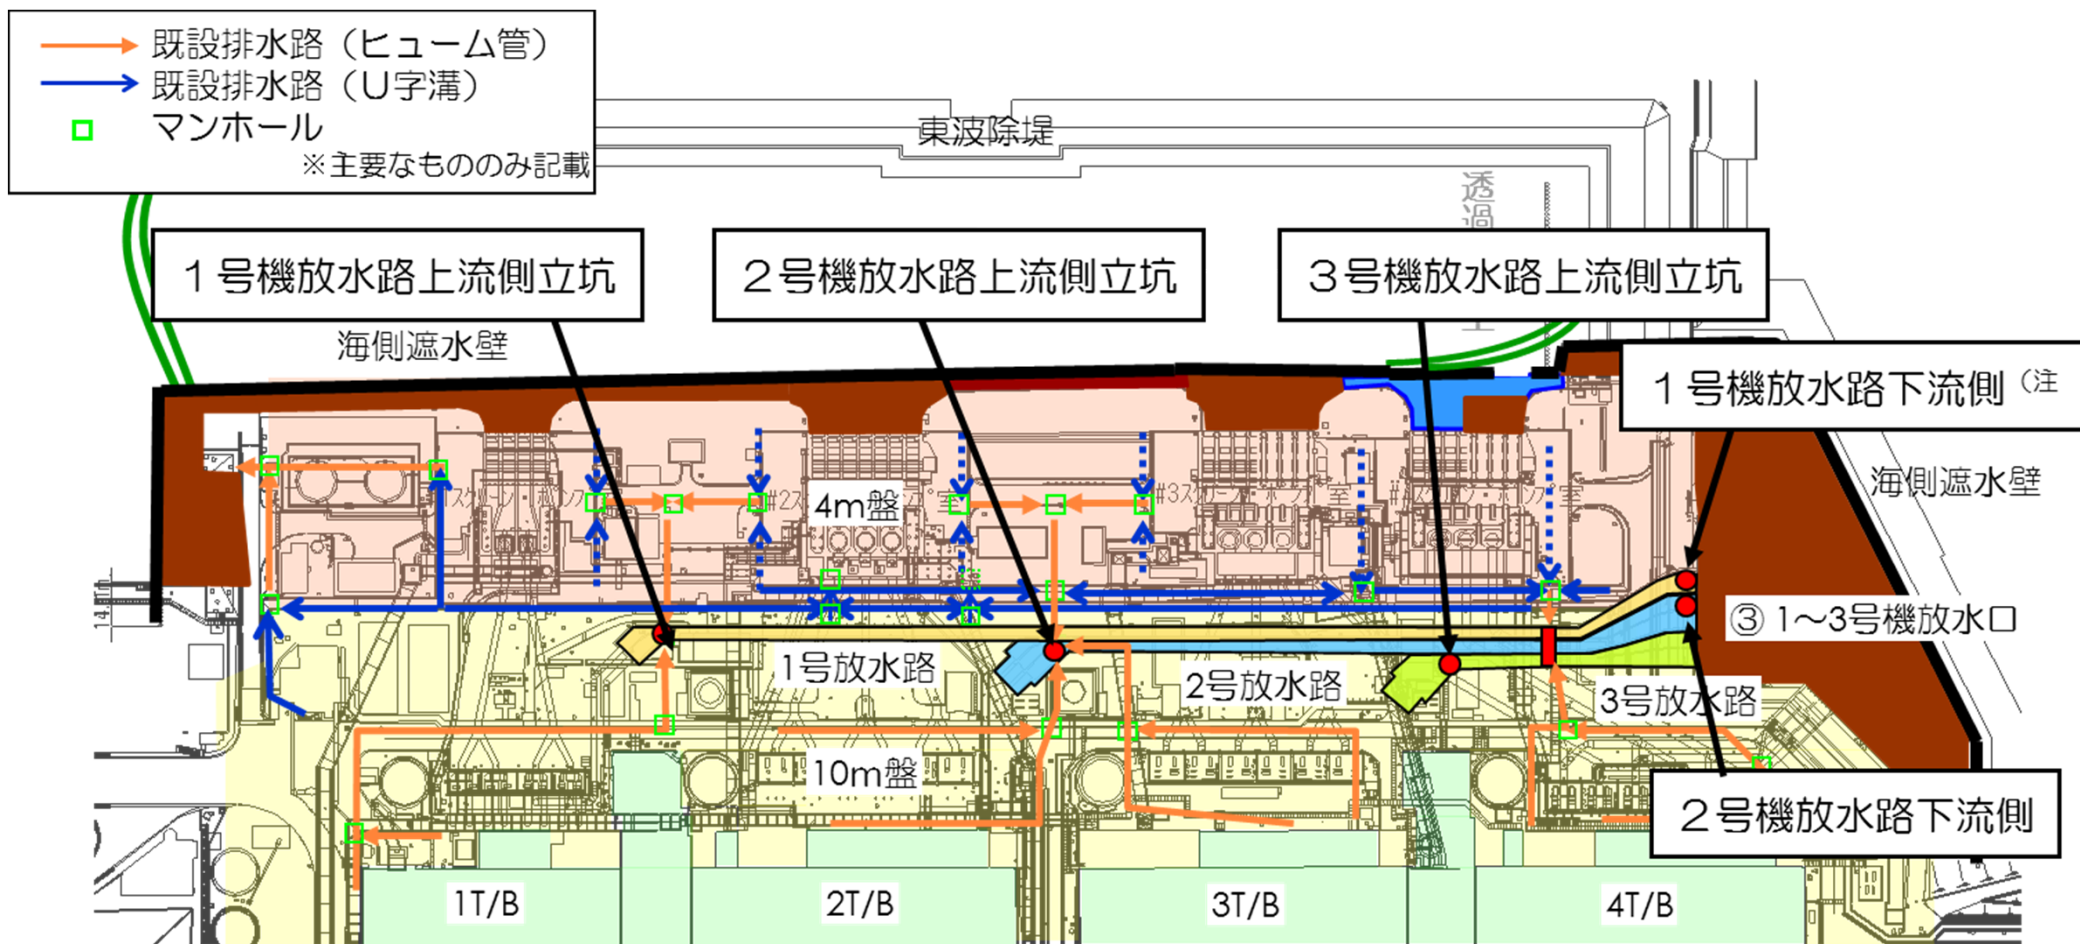 既設排水路（ヒューム管）
既設排水路（U字溝）
マンホール
※主要なもののみ記載
東波除堤
透過
１号機放水路上流側立坑
２号機放水路上流側立坑
３号機放水路上流側立坑
海側遮水壁
１号機放水路下流側（注
海側遮水壁
4m盤
③ 1～3号機放水口
1号放水路
2号放水路
3号放水路
10m盤
２号機放水路下流側
1T/B
2T/B
3T/B
4T/B